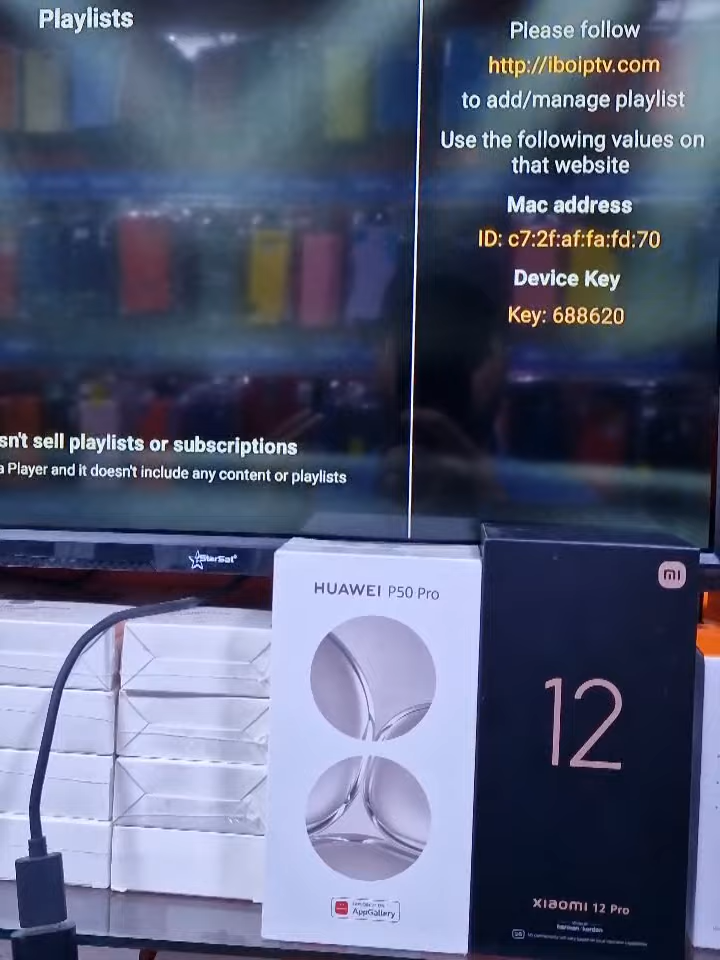 Playlists
Please follow
http://iboiptv.com
to add/manage playlist
Use the following values on
that website
Mac address
ID: c7:2f:af:fa:fd:70
Device Key
Key: 688620
sn't sell playlists or subscriptions
a Player and it doesn't include any content or playlists
StarSat
HUAWEI P50 Pro
AppGallery
mi
12
XIAOMI 12 Pro
harman/kardon
5G